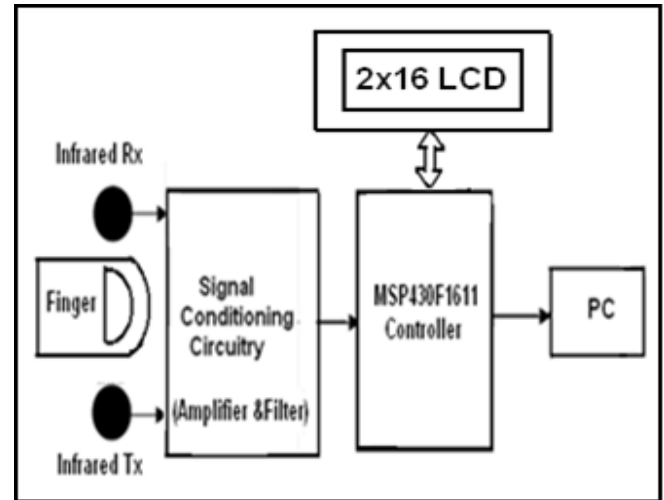 2x16 LCD
Infrared Rx
Finger
Signal
Conditioning
Circuitry
(Amplifier &Filter)
Infrared Tx
MSP430F1611
Controller
PC